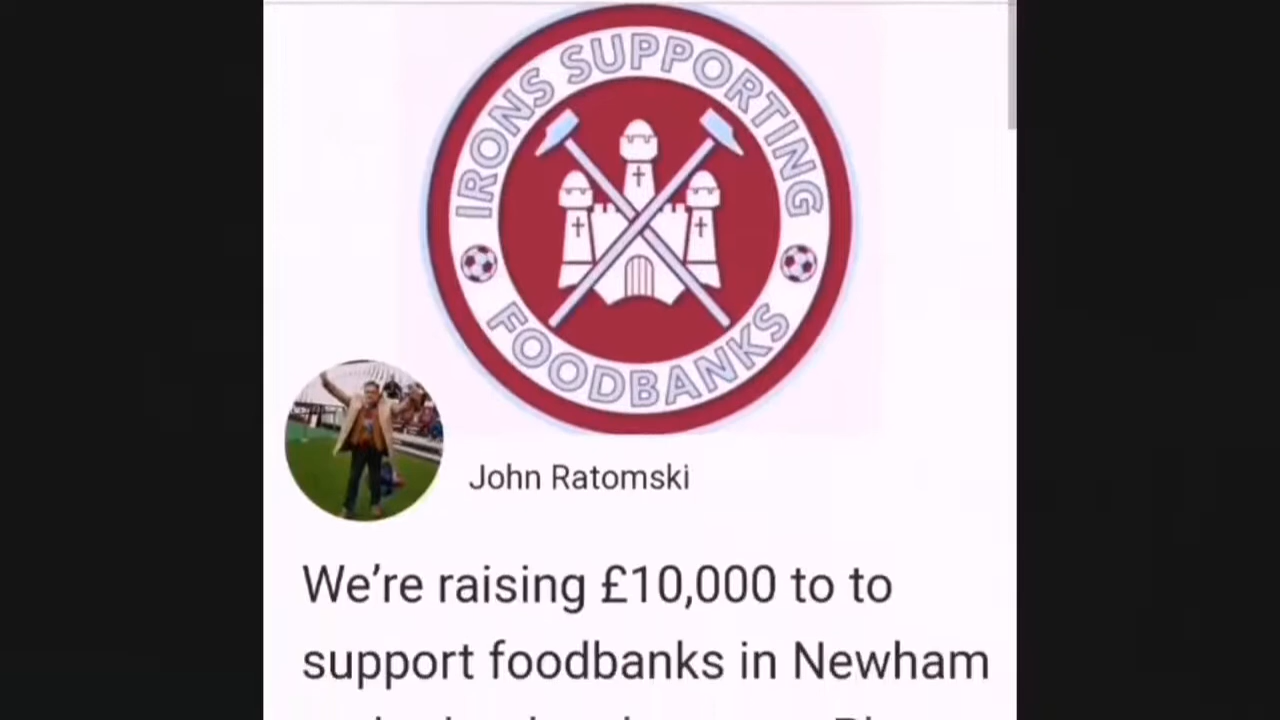 IRONS SUPPORTING
FOODBANKS
John Ratomski
We’re raising £10,000 to to
support foodbanks in Newham